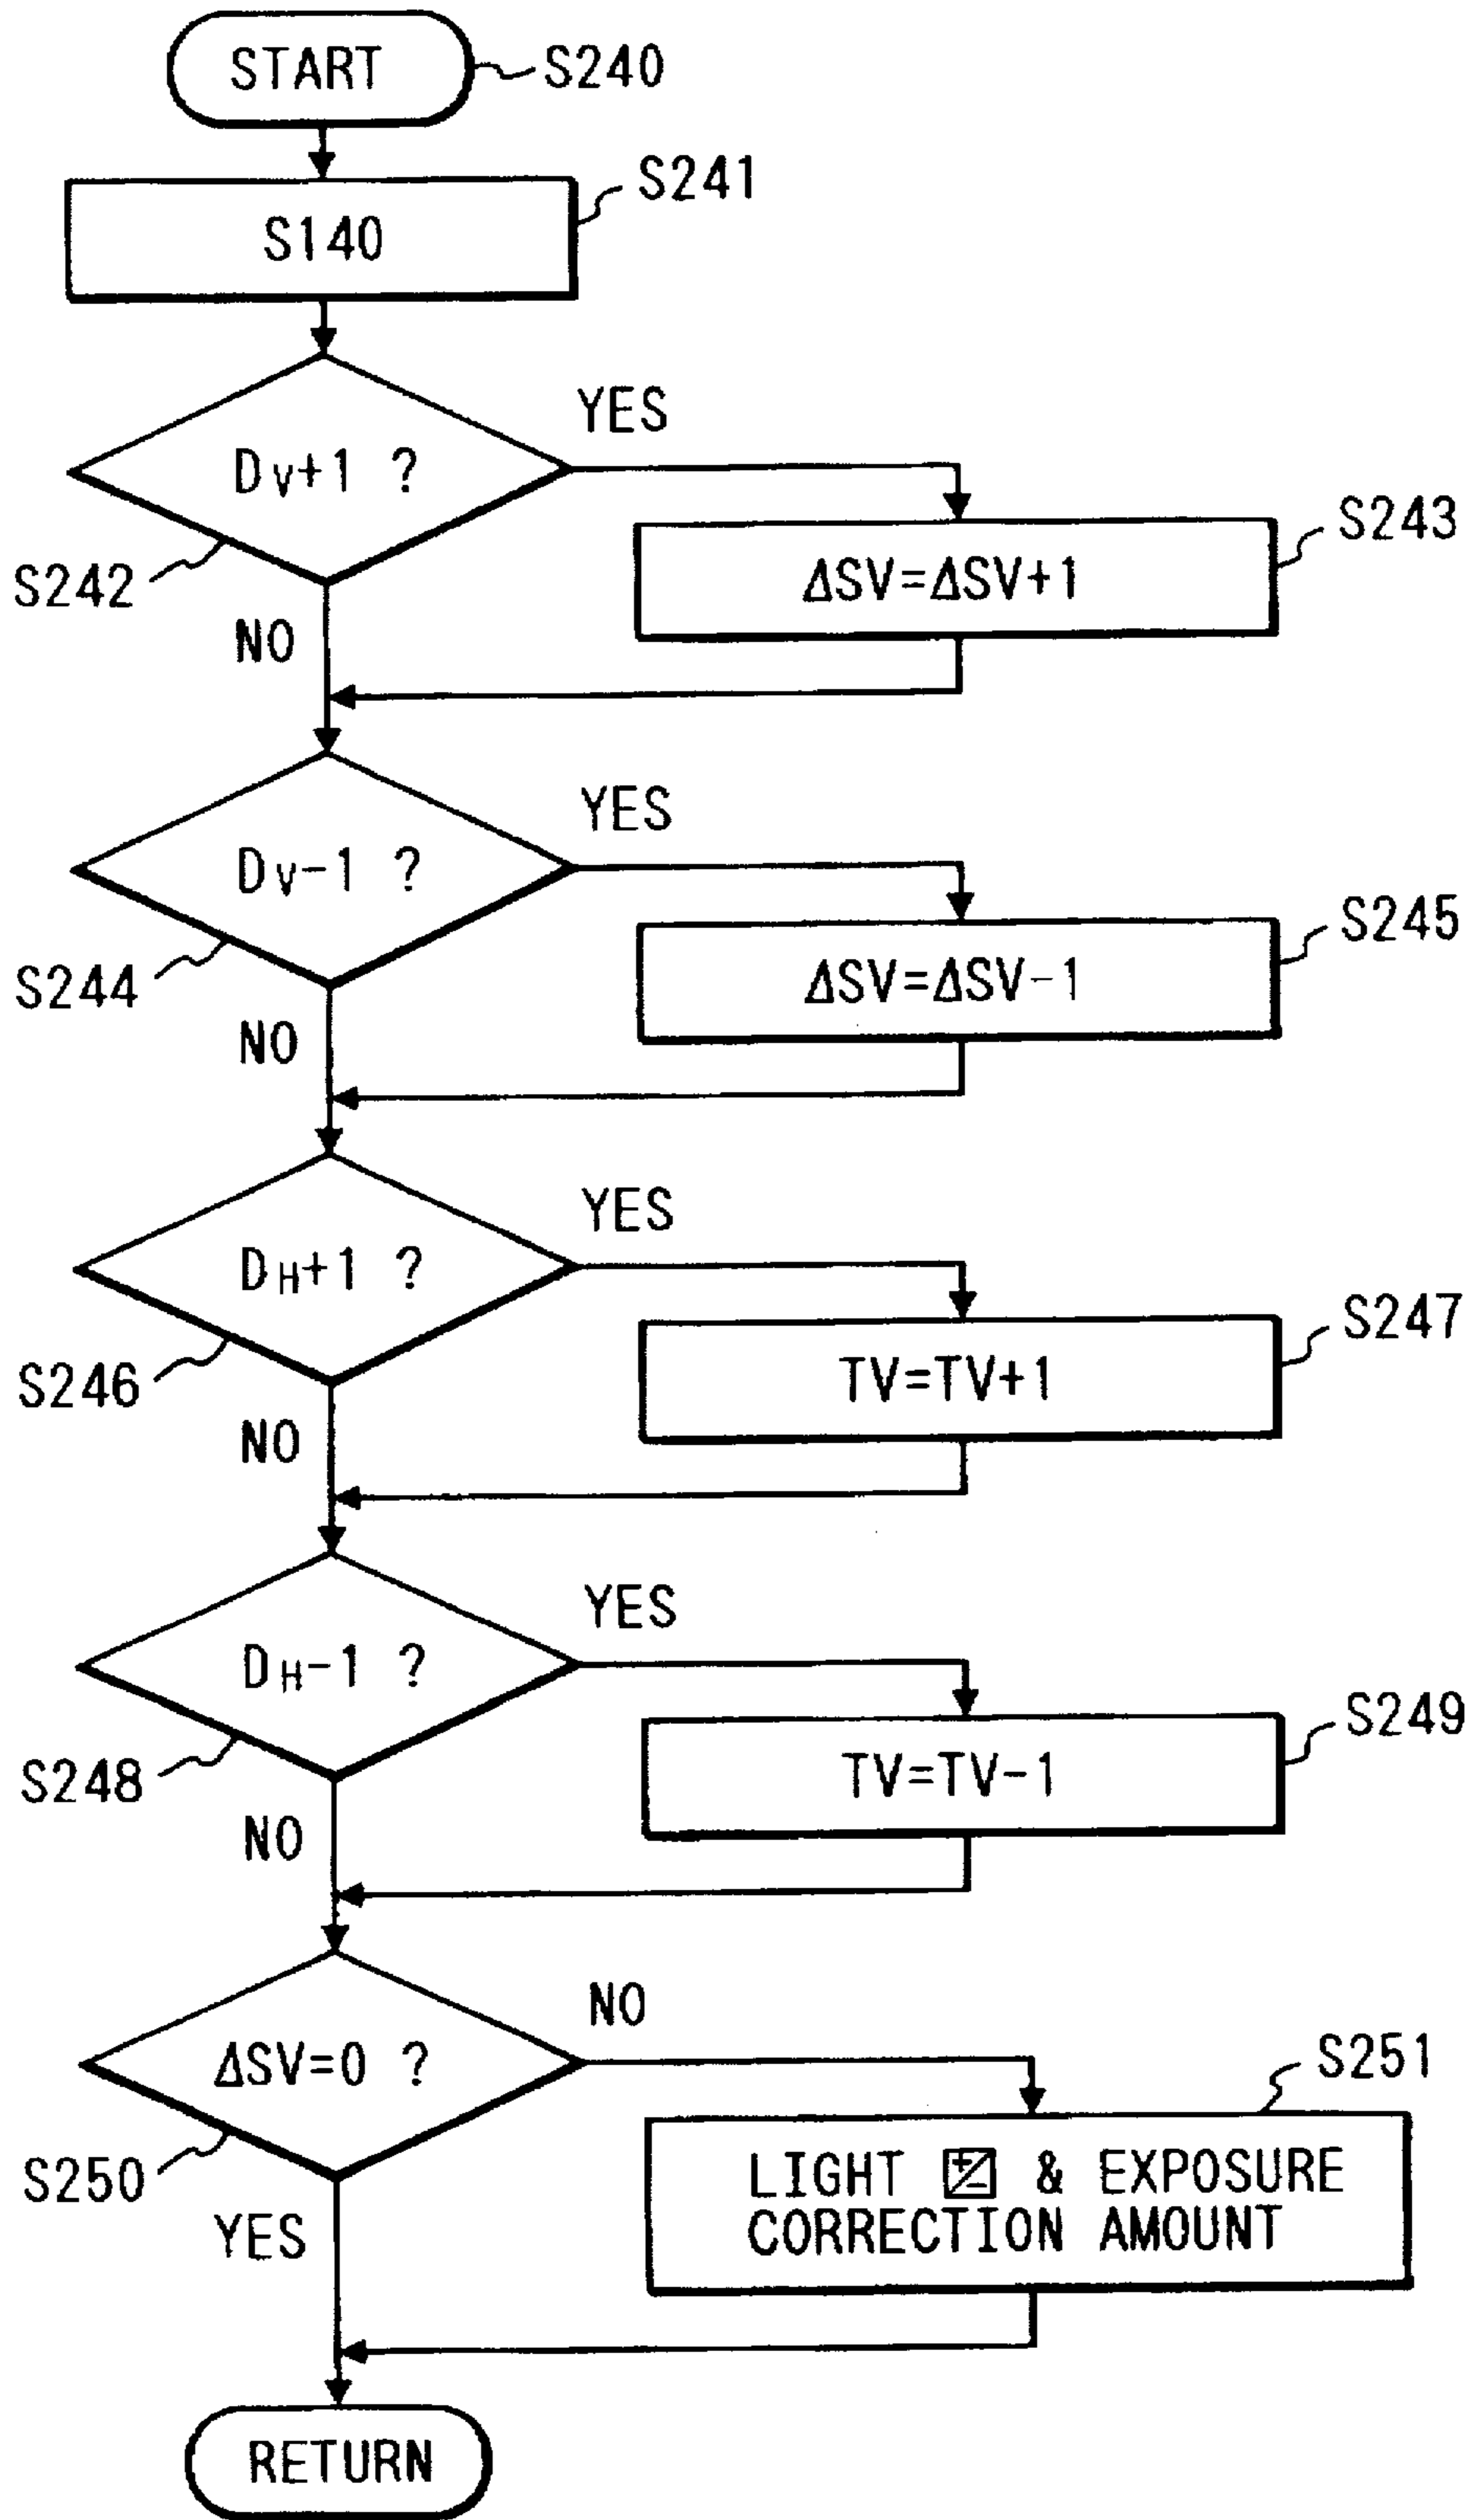 START
S240
S241
S140
YES
Dv+1 ?
S242
S243
ΔSV=ΔSV+1
NO
YES
Dv-1 ?
S244
S245
ΔSV=ΔSV-1
NO
YES
DH+1 ?
S246
S247
TV=TV+1
NO
YES
DH-1 ?
S248
S249
TV=TV-1
NO
NO
ΔSV=0 ?
S250
S251
LIGHT +/- & EXPOSURE
CORRECTION AMOUNT
YES
RETURN